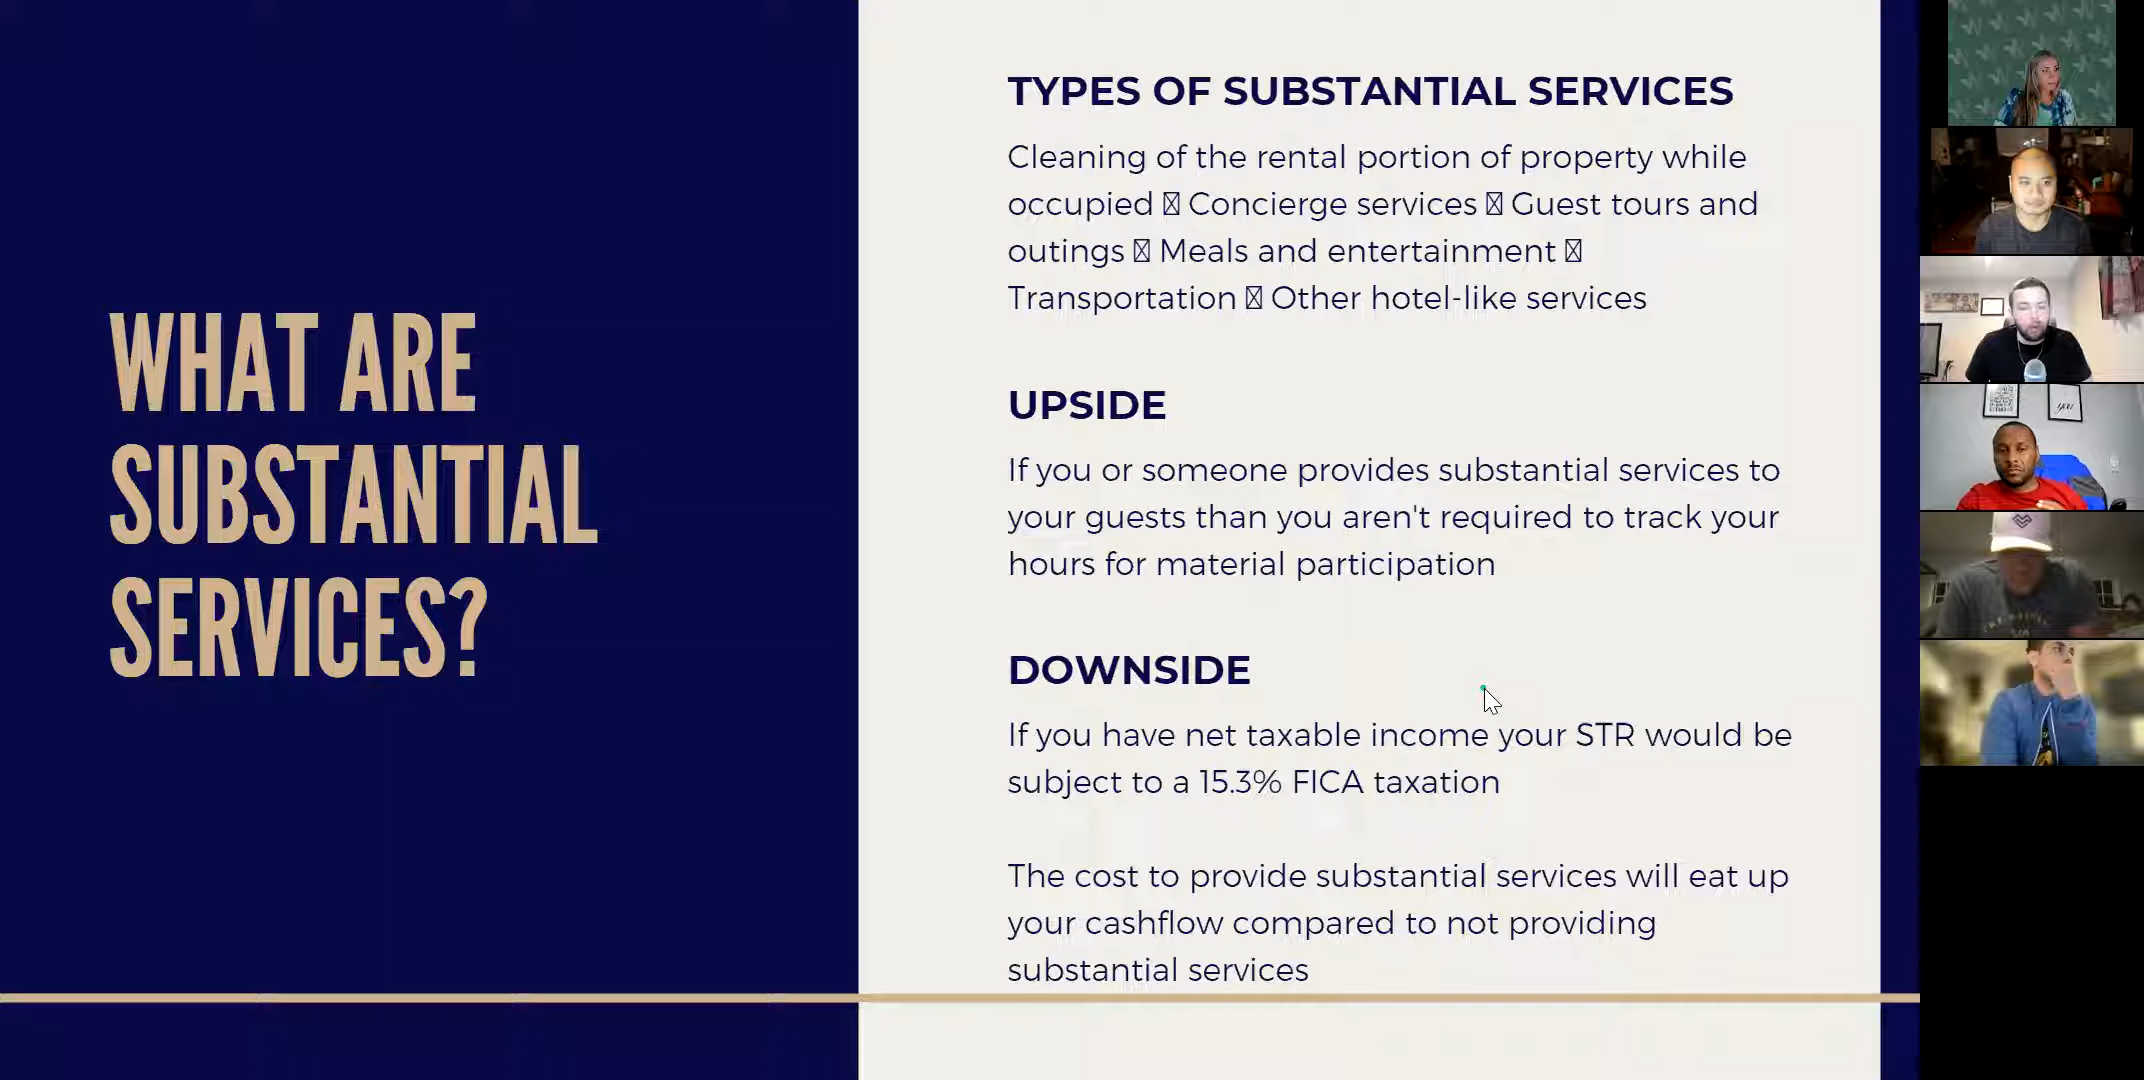 WHAT ARE
SUBSTANTIAL
SERVICES?
TYPES OF SUBSTANTIAL SERVICES
Cleaning of the rental portion of property while
occupied  Concierge services  Guest tours and
outings  Meals and entertainment 
Transportation  Other hotel-like services
UPSIDE
If you or someone provides substantial services to
your guests than you aren't required to track your
hours for material participation
DOWNSIDE
If you have net taxable income your STR would be
subject to a 15.3% FICA taxation
The cost to provide substantial services will eat up
your cashflow compared to not providing
substantial services
you